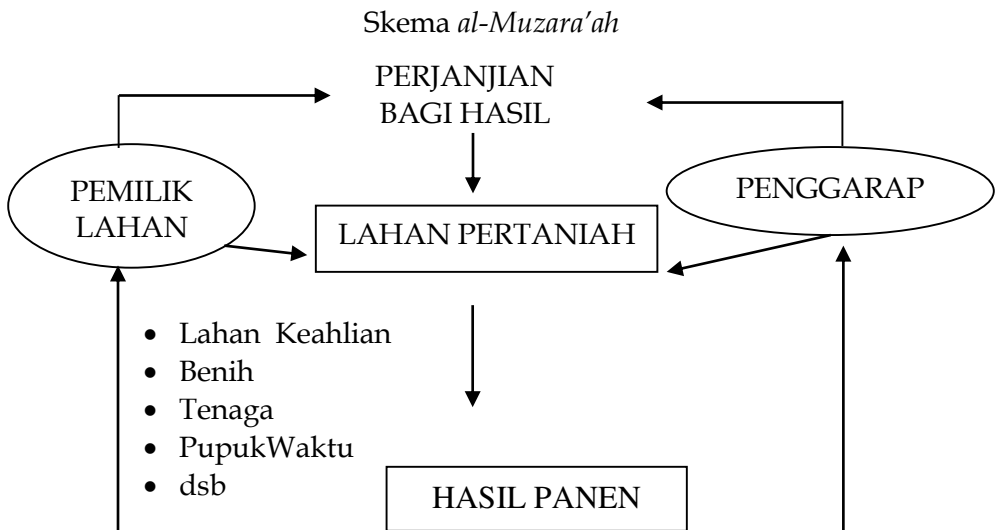 Skema al-Muzara'ah
PERJANJIAN
BAGI HASIL
PEMILIK
LAHAN
PENGGARAP
LAHAN PERTANIAH
• Lahan Keahlian
• Benih
• Tenaga
• PupukWaktu
• dsb
HASIL PANEN